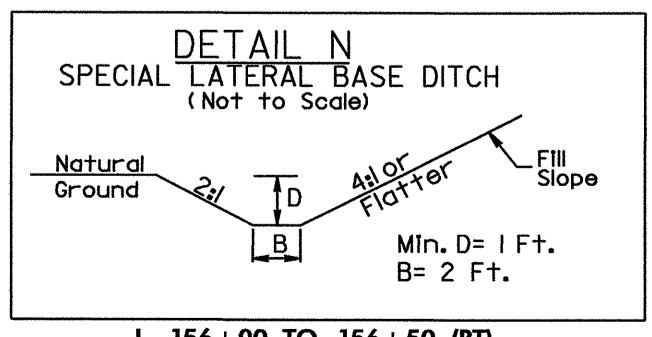 DETAIL N
SPECIAL LATERAL BASE DITCH
(Not to Scale)
Natural
Ground
2:1
D
B
4:1 or
Flatter
Fill
Slope
Min. D= 1 Ft.
B= 2 Ft.